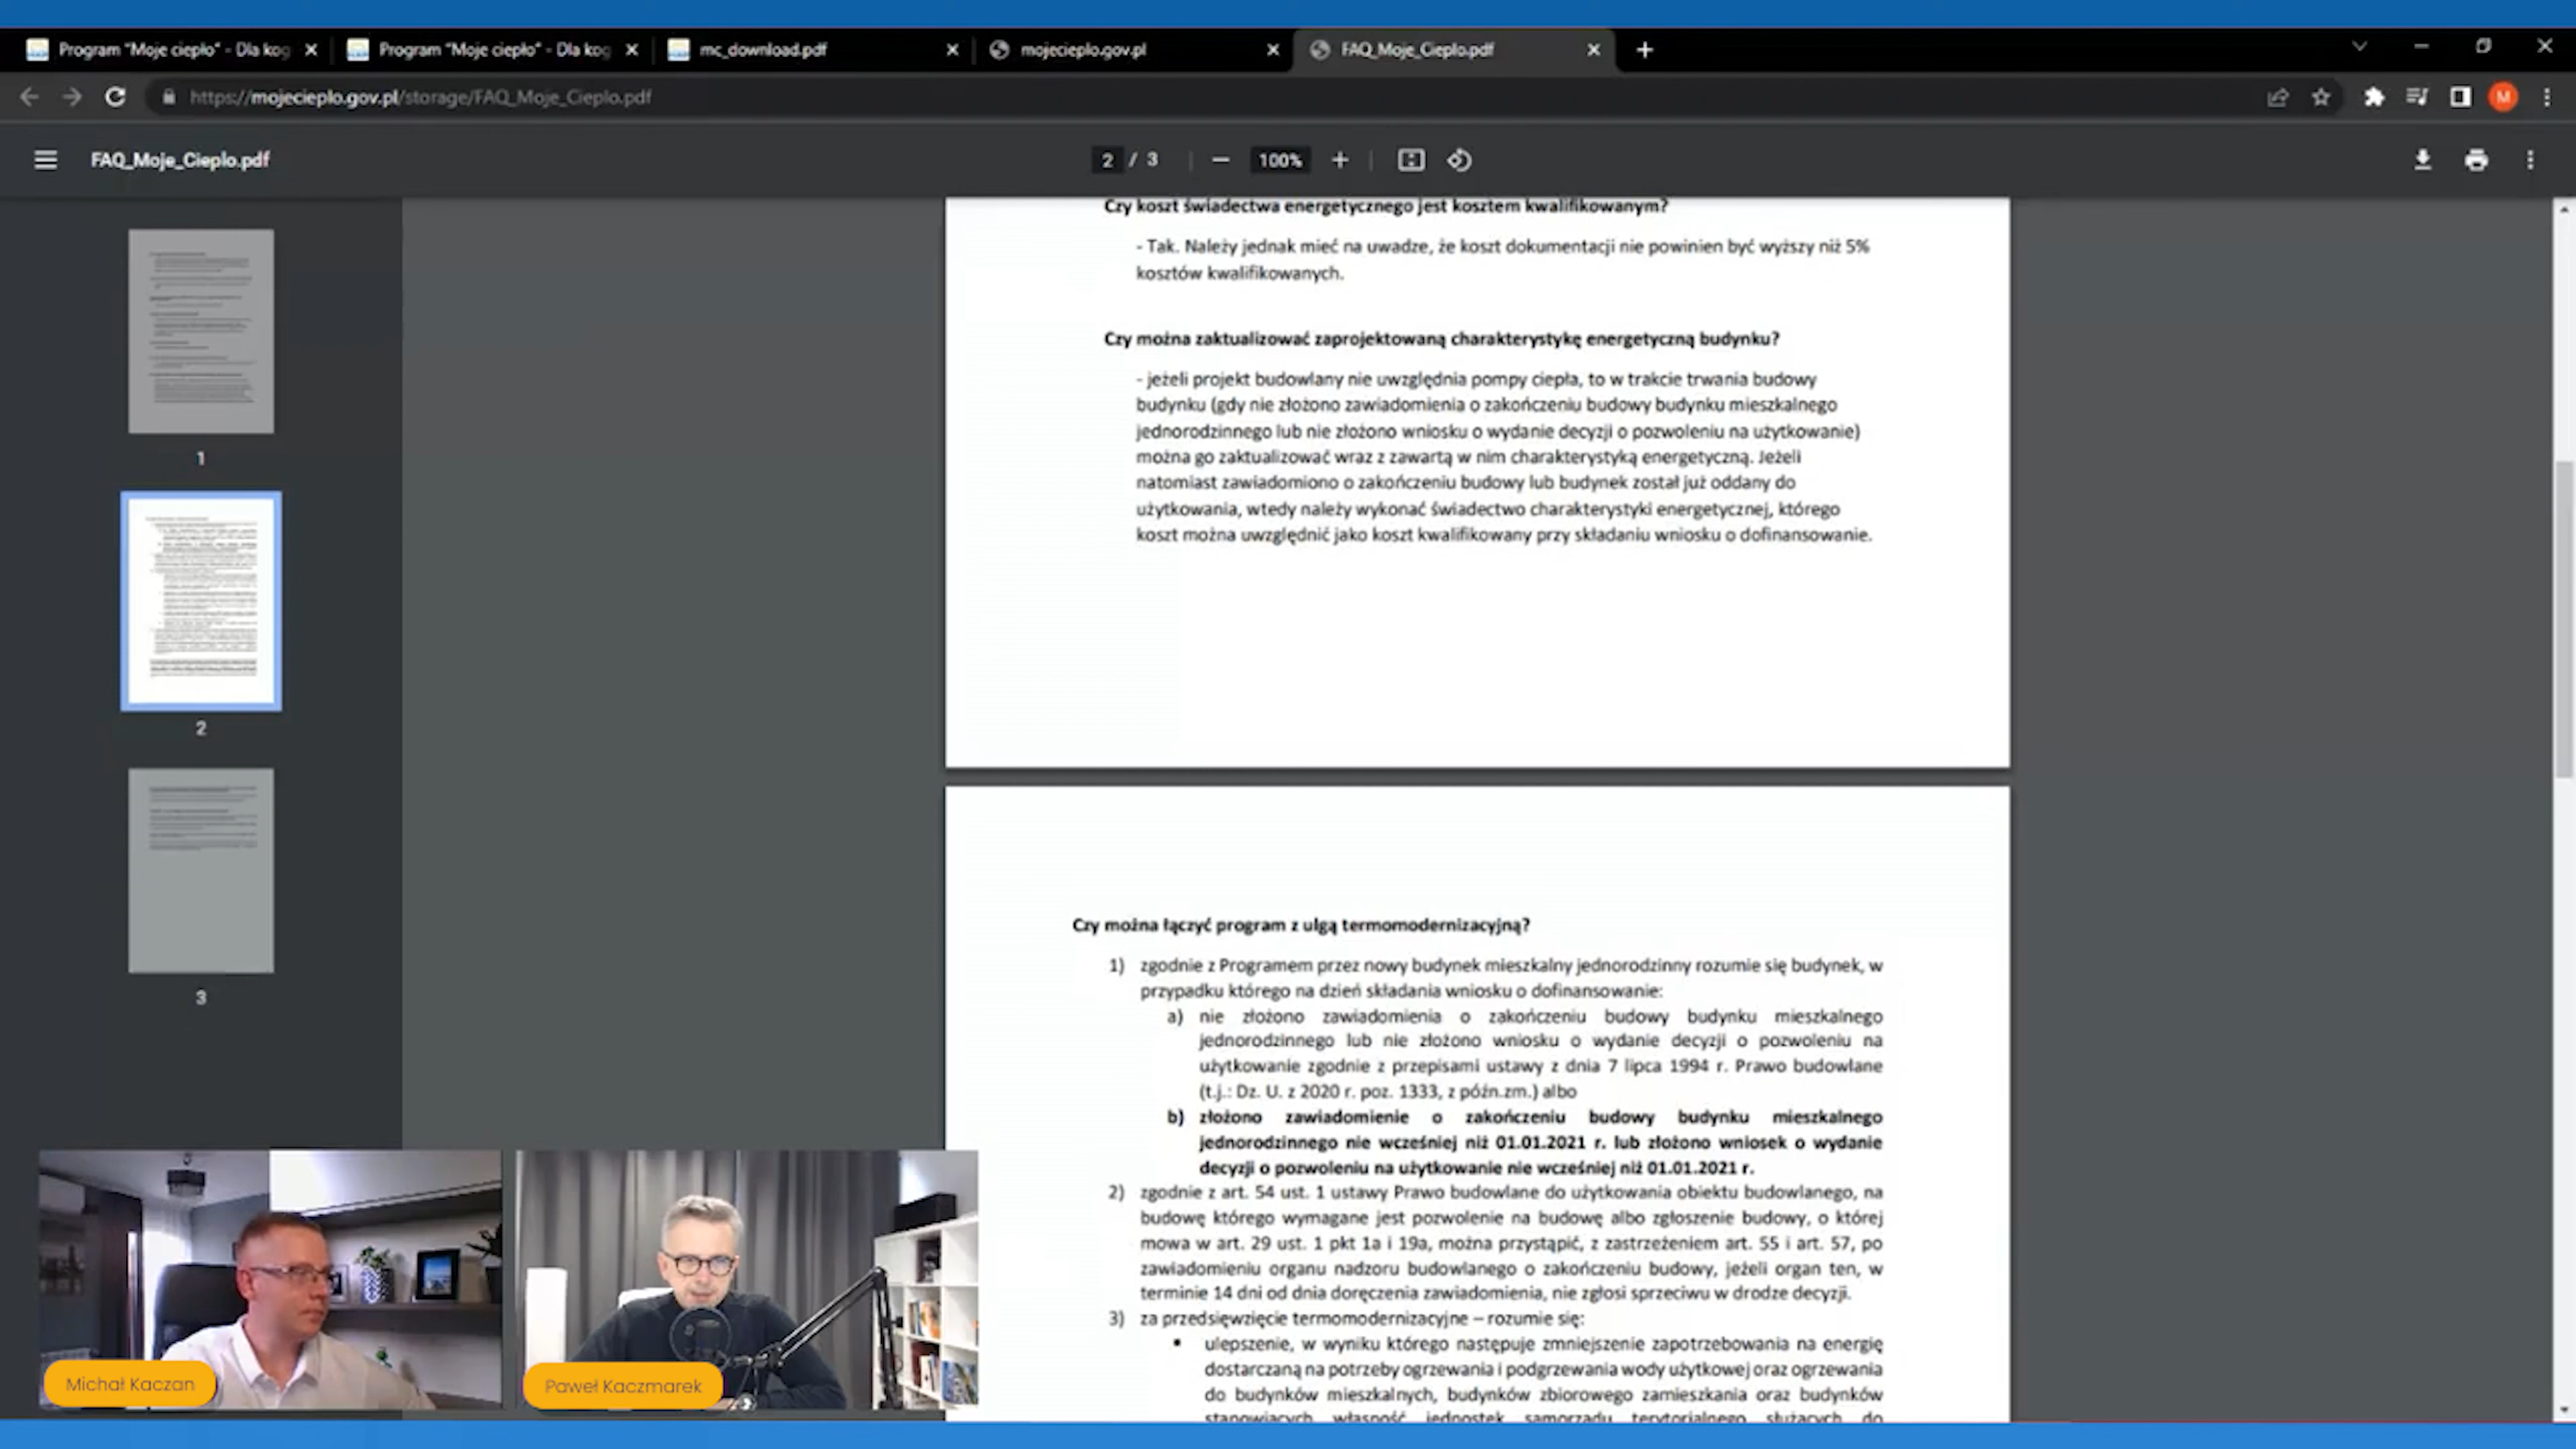 Program "Moje ciepło" - Dla kog
Program "Moje ciepło" - Dla kog
mc_download.pdf
mojecieplo.gov.pl
FAQ_Moje_Cieplo.pdf
https://mojecieplo.gov.pl/storage/FAQ_Moje_Cieplo.pdf
M
FAQ_Moje_Cieplo.pdf
2 / 3
100%
1
2
3
Czy koszt świadectwa energetycznego jest kosztem kwalifikowanym?
- Tak. Należy jednak mieć na uwadze, że koszt dokumentacji nie powinien być wyższy niż 5%
kosztów kwalifikowanych.
Czy można zaktualizować zaprojektowaną charakterystykę energetyczną budynku?
- jeżeli projekt budowlany nie uwzględnia pompy ciepła, to w trakcie trwania budowy
budynku (gdy nie złożono zawiadomienia o zakończeniu budowy budynku mieszkalnego
jednorodzinnego lub nie złożono wniosku o wydanie decyzji o pozwoleniu na użytkowanie)
można go zaktualizować wraz z zawartą w nim charakterystyką energetyczną. Jeżeli
natomiast zawiadomiono o zakończeniu budowy lub budynek został już oddany do
użytkowania, wtedy należy wykonać świadectwo charakterystyki energetycznej, którego
koszt można uwzględnić jako koszt kwalifikowany przy składaniu wniosku o dofinansowanie.
Czy można łączyć program z ulgą termomodernizacyjną?
1) zgodnie z Programem przez nowy budynek mieszkalny jednorodzinny rozumie się budynek, w
przypadku którego na dzień składania wniosku o dofinansowanie:
a) nie złożono zawiadomienia o zakończeniu budowy budynku mieszkalnego
jednorodzinnego lub nie złożono wniosku o wydanie decyzji o pozwoleniu na
użytkowanie zgodnie z przepisami ustawy z dnia 7 lipca 1994 r. Prawo budowlane
(t.j.: Dz. U. z 2020 r. poz. 1333, z późn.zm.) albo
b) złożono zawiadomienie o zakończeniu budowy budynku mieszkalnego
jednorodzinnego nie wcześniej niż 01.01.2021 r. lub złożono wniosek o wydanie
decyzji o pozwoleniu na użytkowanie nie wcześniej niż 01.01.2021 r.
2) zgodnie z art. 54 ust. 1 ustawy Prawo budowlane do użytkowania obiektu budowlanego, na
budowę którego wymagane jest pozwolenie na budowę albo zgłoszenie budowy, o której
mowa w art. 29 ust. 1 pkt 1a i 19a, można przystąpić, z zastrzeżeniem art. 55 i art. 57, po
zawiadomieniu organu nadzoru budowlanego o zakończeniu budowy, jeżeli organ ten, w
terminie 14 dni od dnia doręczenia zawiadomienia, nie zgłosi sprzeciwu w drodze decyzji.
3) za przedsięwzięcie termomodernizacyjne – rozumie się:
▪ ulepszenie, w wyniku którego następuje zmniejszenie zapotrzebowania na energię
dostarczaną na potrzeby ogrzewania i podgrzewania wody użytkowej oraz ogrzewania
do budynków mieszkalnych, budynków zbiorowego zamieszkania oraz budynków
stanowiących własność jednostek samorządu terytorialnego służących do
Michał Kaczan
Paweł Kaczmarek